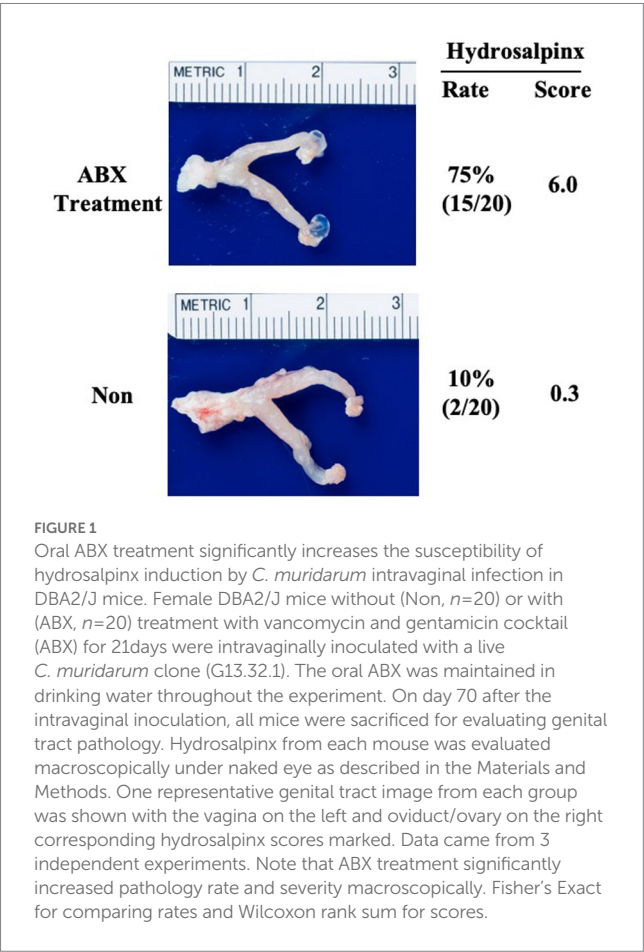 Hydrosalpinx
Rate Score
METRIC 1 2 3
ABX
Treatment
75%
(15/20)
6.0
METRIC 1 2 3
Non
10%
(2/20)
0.3
FIGURE 1
Oral ABX treatment significantly increases the susceptibility of
hydrosalpinx induction by C. muridarum intravaginal infection in
DBA2/J mice. Female DBA2/J mice without (Non, n=20) or with
(ABX, n=20) treatment with vancomycin and gentamicin cocktail
(ABX) for 21days were intravaginally inoculated with a live
C. muridarum clone (G13.32.1). The oral ABX was maintained in
drinking water throughout the experiment. On day 70 after the
intravaginal inoculation, all mice were sacrificed for evaluating genital
tract pathology. Hydrosalpinx from each mouse was evaluated
macroscopically under naked eye as described in the Materials and
Methods. One representative genital tract image from each group
was shown with the vagina on the left and oviduct/ovary on the right
corresponding hydrosalpinx scores marked. Data came from 3
independent experiments. Note that ABX treatment significantly
increased pathology rate and severity macroscopically. Fisher's Exact
for comparing rates and Wilcoxon rank sum for scores.